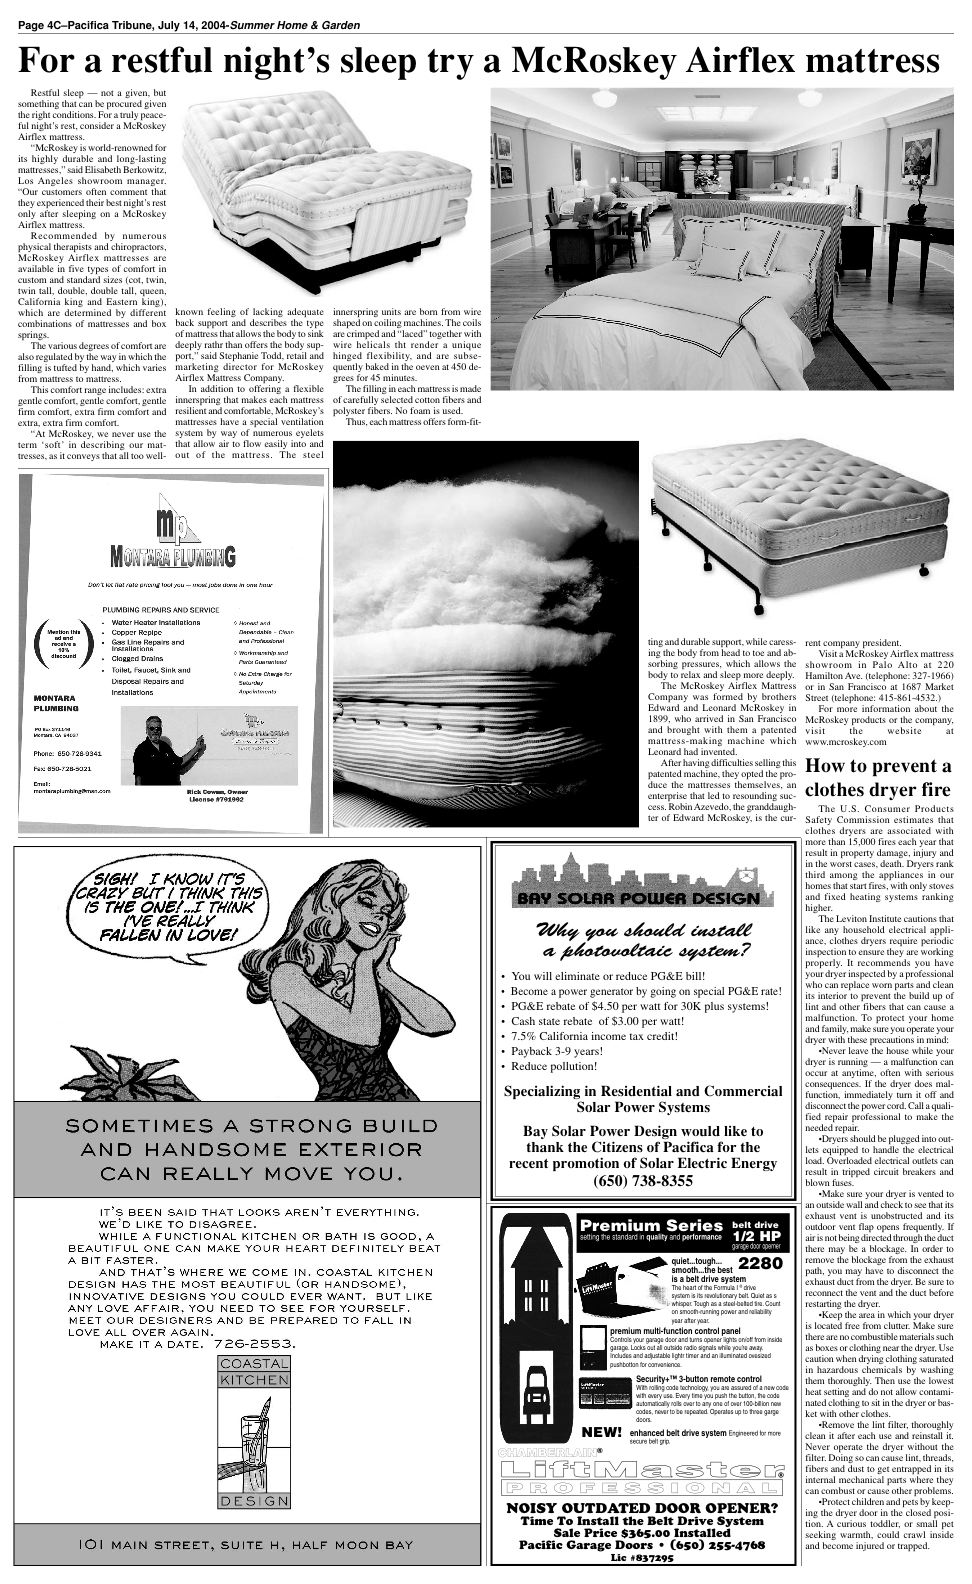 Page 4C–Pacifica Tribune, July 14, 2004-Summer Home & Garden
For a restful night's sleep try a McRoskey Airflex mattress
Restful sleep — not a given, but
something that can be procured given
the right conditions. For a truly peace-
ful night's rest, consider a McRoskey
Airflex mattress.
"McRoskey is world-renowned for
its highly durable and long-lasting
mattresses," said Elisabeth Berkowitz,
Los Angeles showroom manager.
"Our customers often comment that
they experienced their best night's rest
only after sleeping on a McRoskey
Airflex mattress.
Recommended by numerous
physical therapists and chiropractors,
McRoskey Airflex mattresses are
available in five types of comfort in
custom and standard sizes (cot, twin,
twin tall, double, double tall, queen,
California king and Eastern king),
which are determined by different
combinations of mattresses and box
springs.
The various degrees of comfort are
also regulated by the way in which the
filling is tufted by hand, which varies
from mattress to mattress.
This comfort range includes: extra
gentle comfort, gentle comfort, gentle
firm comfort, extra firm comfort and
extra, extra firm comfort.
"At McRoskey, we never use the
term 'soft' in describing our mat-
tresses, as it conveys that all too well-
known feeling of lacking adequate
back support and describes the type
of mattress that allows the body to sink
deeply rathr than offers the body sup-
port," said Stephanie Todd, retail and
marketing director for McRoskey
Airflex Mattress Company.
In addition to offering a flexible
innerspring that makes each mattress
resilient and comfortable, McRoskey's
mattresses have a special ventilation
system by way of numerous eyelets
that allow air to flow easily into and
out of the mattress. The steel
innerspring units are born from wire
shaped on coiling machines. The coils
are crimped and "laced" together with
wire helicals tht render a unique
hinged flexibility, and are subse-
quently baked in the oeven at 450 de-
grees for 45 minutes.
The filling in each mattress is made
of carefully selected cotton fibers and
polyster fibers. No foam is used.
Thus, each mattress offers form-fit-
ting and durable support, while caress-
ing the body from head to toe and ab-
sorbing pressures, which allows the
body to relax and sleep more deeply.
The McRoskey Airflex Mattress
Company was formed by brothers
Edward and Leonard McRoskey in
1899, who arrived in San Francisco
and brought with them a patented
mattress-making machine which
Leonard had invented.
After having difficulties selling this
patented machine, they opted the pro-
duce the mattresses themselves, an
enterprise that led to resounding suc-
cess. Robin Azevedo, the granddaugh-
ter of Edward McRoskey, is the cur-
rent company president.
Visit a McRoskey Airflex mattress
showroom in Palo Alto at 220
Hamilton Ave. (telephone: 327-1966)
or in San Francisco at 1687 Market
Street (telephone: 415-861-4532.)
For more information about the
McRoskey products or the company,
visit the website at
www.mcroskey.com
How to prevent a
clothes dryer fire
The U.S. Consumer Products
Safety Commission estimates that
clothes dryers are associated with
more than 15,000 fires each year that
result in property damage, injury and
in the worst cases, death. Dryers rank
third among the appliances in our
homes that start fires, with only stoves
and fixed heating systems ranking
higher.
The Leviton Institute cautions that
like any household electrical appli-
ance, clothes dryers require periodic
inspection to ensure they are working
properly. It recommends you have
your dryer inspected by a professional
who can replace worn parts and clean
its interior to prevent the build up of
lint and other fibers that can cause a
malfunction. To protect your home
and family, make sure you operate your
dryer with these precautions in mind:
•Never leave the house while your
dryer is running — a malfunction can
occur at anytime, often with serious
consequences. If the dryer does mal-
function, immediately turn it off and
disconnect the power cord. Call a quali-
fied repair professional to make the
needed repair.
•Dryers should be plugged into out-
lets equipped to handle the electrical
load. Overloaded electrical outlets can
result in tripped circuit breakers and
blown fuses.
•Make sure your dryer is vented to
an outside wall and check to see that its
exhaust vent is unobstructed and its
outdoor vent flap opens frequently. If
air is not being directed through the duct
there may be a blockage. In order to
remove the blockage from the exhaust
path, you may have to disconnect the
exhaust duct from the dryer. Be sure to
reconnect the vent and the duct before
restarting the dryer.
•Keep the area in which your dryer
is located free from clutter. Make sure
there are no combustible materials such
as boxes or clothing near the dryer. Use
caution when drying clothing saturated
in hazardous chemicals by washing
them thoroughly. Then use the lowest
heat setting and do not allow contami-
nated clothing to sit in the dryer or bas-
ket with other clothes.
•Remove the lint filter, thoroughly
clean it after each use and reinstall it.
Never operate the dryer without the
filter. Doing so can cause lint, threads,
fibers and dust to get entrapped in its
internal mechanical parts where they
can combust or cause other problems.
•Protect children and pets by keep-
ing the dryer door in the closed posi-
tion. A curious toddler, or small pet
seeking warmth, could crawl inside
and become injured or trapped.
mp
MONTARA PLUMBING
Don't let flat rate pricing fool you — most jobs done in one hour
PLUMBING REPAIRS AND SERVICE
Mention this
ad and
receive a
10%
discount
• Water Heater Installations
• Copper Repipe
• Gas Line Repairs and
Installations
• Clogged Drains
• Toilet, Faucet, Sink and
Disposal Repairs and
Installations
◊ Honest and
Dependable – Clean
and Professional
◊ Workmanship and
Parts Guaranteed
◊ No Extra Charge for
Saturday
Appointments
MONTARA
PLUMBING
Montara, CA 94037
Phone: 650-728-9341
Fax: 650-728-5021
Email:
montaraplumbing@msn.com
Rick Cowan, Owner
License #791992
SIGH! I KNOW IT'S
CRAZY BUT I THINK THIS
IS THE ONE!...I THINK
I'VE REALLY
FALLEN IN LOVE!
SOMETIMES A STRONG BUILD
AND HANDSOME EXTERIOR
CAN REALLY MOVE YOU.
IT'S BEEN SAID THAT LOOKS AREN'T EVERYTHING.
WE'D LIKE TO DISAGREE.
WHILE A FUNCTIONAL KITCHEN OR BATH IS GOOD, A
BEAUTIFUL ONE CAN MAKE YOUR HEART DEFINITELY BEAT
A BIT FASTER.
AND THAT'S WHERE WE COME IN. COASTAL KITCHEN
DESIGN HAS THE MOST BEAUTIFUL (OR HANDSOME),
INNOVATIVE DESIGNS YOU COULD EVER WANT. BUT LIKE
ANY LOVE AFFAIR, YOU NEED TO SEE FOR YOURSELF.
MEET OUR DESIGNERS AND BE PREPARED TO FALL IN
LOVE ALL OVER AGAIN.
MAKE IT A DATE. 726-2553.
COASTAL
KITCHEN
DESIGN
101 MAIN STREET, SUITE H, HALF MOON BAY
BAY SOLAR POWER DESIGN
Why you should install
a photovoltaic system?
• You will eliminate or reduce PG&E bill!
• Become a power generator by going on special PG&E rate!
• PG&E rebate of $4.50 per watt for 30K plus systems!
• Cash state rebate of $3.00 per watt!
• 7.5% California income tax credit!
• Payback 3-9 years!
• Reduce pollution!
Specializing in Residential and Commercial
Solar Power Systems
Bay Solar Power Design would like to
thank the Citizens of Pacifica for the
recent promotion of Solar Electric Energy
(650) 738-8355
Premium Series
setting the standard in quality and performance
belt drive
1/2 HP
garage door opener
2280
quiet...tough...
smooth...the best
is a belt drive system
The heart of the Formula I® drive
system is its revolutionary belt. Quiet as a
whisper. Tough as a steel-belted tire. Count
on smooth-running power and reliability
year after year.
LiftMaster
premium multi-function control panel
Controls your garage door and turns opener lights on/off from inside
garage. Locks out all outside radio signals while you're away.
Includes and adjustable light timer and an illuminated ovesized
pushbotton for convenience.
Security+™ 3-button remote control
With rolling code technology, you are assured of a new code
with every use. Every time you push the button, the code
automatically rolls over to any one of over 100-billion new
codes, never to be repeated. Operates up to three garge
doors.
NEW! enhanced belt drive system Engineered for more
secure belt grip.
CHAMBERLAIN®
LiftMaster®
PROFESSIONAL
NOISY OUTDATED DOOR OPENER?
Time To Install the Belt Drive System
Sale Price $365.00 Installed
Pacific Garage Doors • (650) 255-4768
Lic #837295